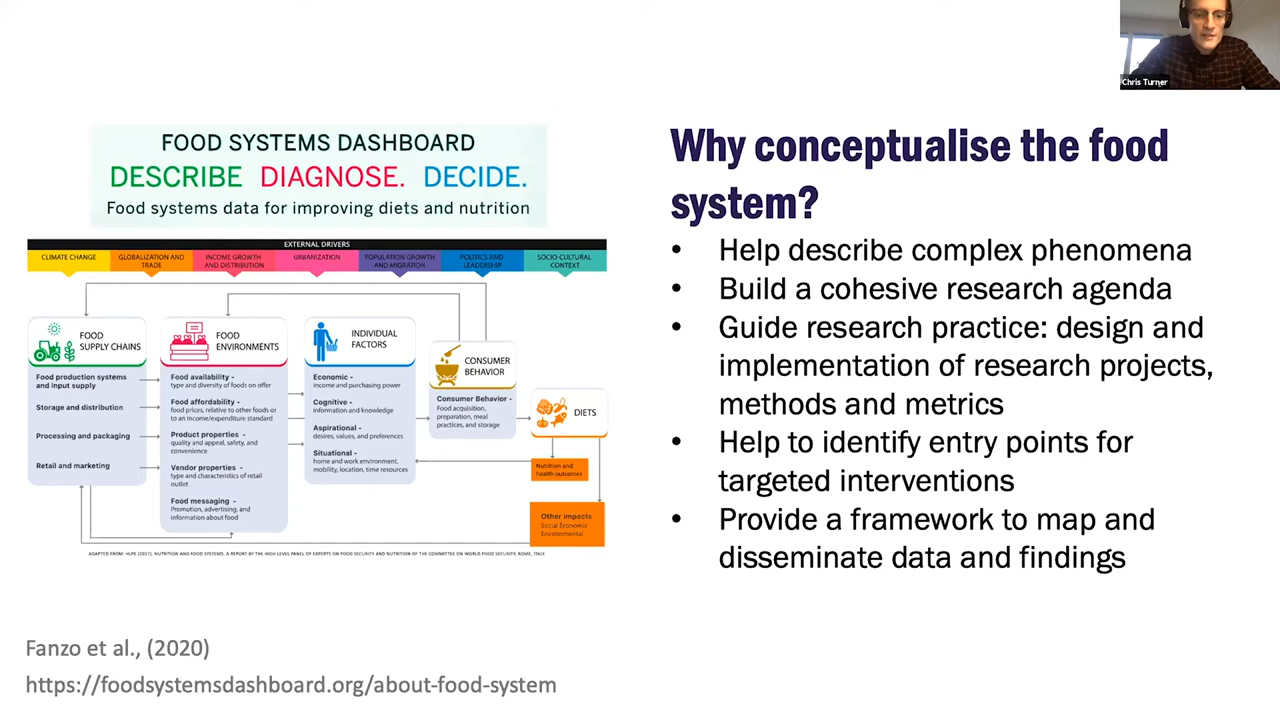 Chris Turner
FOOD SYSTEMS DASHBOARD
DESCRIBE DIAGNOSE. DECIDE.
Food systems data for improving diets and nutrition
EXTERNAL DRIVERS
CLIMATE CHANGE
GLOBALIZATION AND
TRADE
INCOME GROWTH
AND DISTRIBUTION
URBANIZATION
POPULATION GROWTH
AND MIGRATION
POLITICS AND
LEADERSHIP
SOCIO-CULTURAL
CONTEXT
FOOD
SUPPLY CHAINS
Food production systems
and input supply
Storage and distribution
Processing and packaging
Retail and marketing
FOOD
ENVIRONMENTS
Food availability -
type and diversity of foods on offer
Food affordability -
food prices, relative to other foods or
to an income/expenditure standard
Product properties -
quality and appeal, safety, and
convenience
Vendor properties -
type and characteristics of retail
outlet
Food messaging -
Promotion, advertising, and
information about food
INDIVIDUAL
FACTORS
Economic -
income and purchasing power
Cognitive -
information and knowledge
Aspirational -
desires, values, and preferences
Situational -
home and work environment,
mobility, location, time resources
CONSUMER
BEHAVIOR
Consumer Behavior -
Food acquisition,
preparation, meal
practices, and storage
DIETS
Nutrition and
health outcomes
Other impacts
Social Economic
Environmental
ADAPTED FROM: HLPE (2017). NUTRITION AND FOOD SYSTEMS. A REPORT BY THE HIGH LEVEL PANEL OF EXPERTS ON FOOD SECURITY AND NUTRITION OF THE COMMITTEE ON WORLD FOOD SECURITY, ROME, ITALY.
Why conceptualise the food
system?
• Help describe complex phenomena
• Build a cohesive research agenda
• Guide research practice: design and
implementation of research projects,
methods and metrics
• Help to identify entry points for
targeted interventions
• Provide a framework to map and
disseminate data and findings
Fanzo et al., (2020)
https://foodsystemsdashboard.org/about-food-system